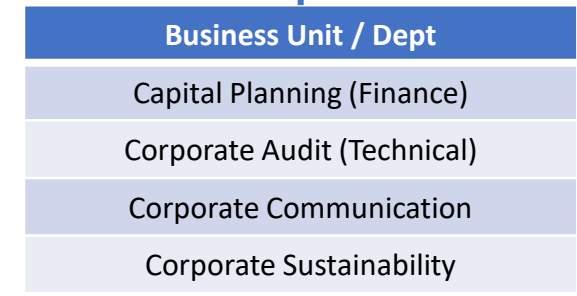 Business Unit / Dept
Capital Planning (Finance)
Corporate Audit (Technical)
Corporate Communication
Corporate Sustainability